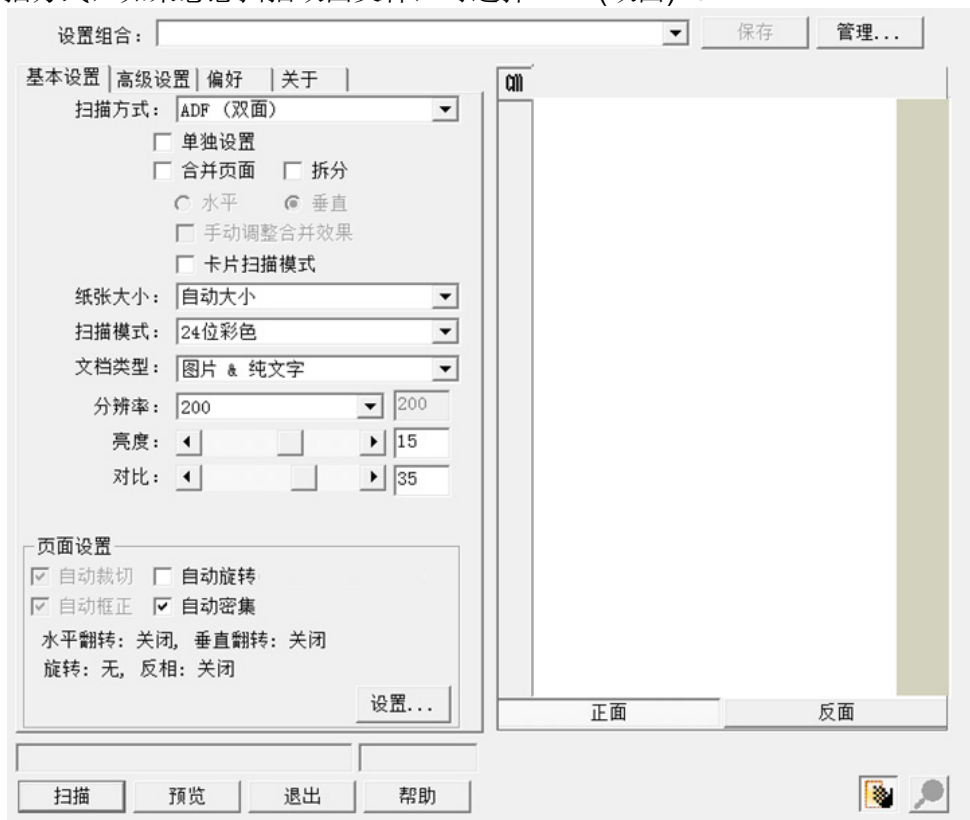 设置组合： 保存 管理...
基本设置 高级设置 偏好 关于
扫描方式： ADF (双面)
单独设置
合并页面 拆分
水平 垂直
手动调整合并效果
卡片扫描模式
纸张大小： 自动大小
扫描模式： 24位彩色
文档类型： 图片 & 纯文字
分辨率： 200 200
亮度： 15
对比： 35
页面设置
自动裁切 自动旋转
自动框正 自动密集
水平翻转：关闭, 垂直翻转：关闭
旋转：无, 反相：关闭
设置...
正面 反面
扫描 预览 退出 帮助